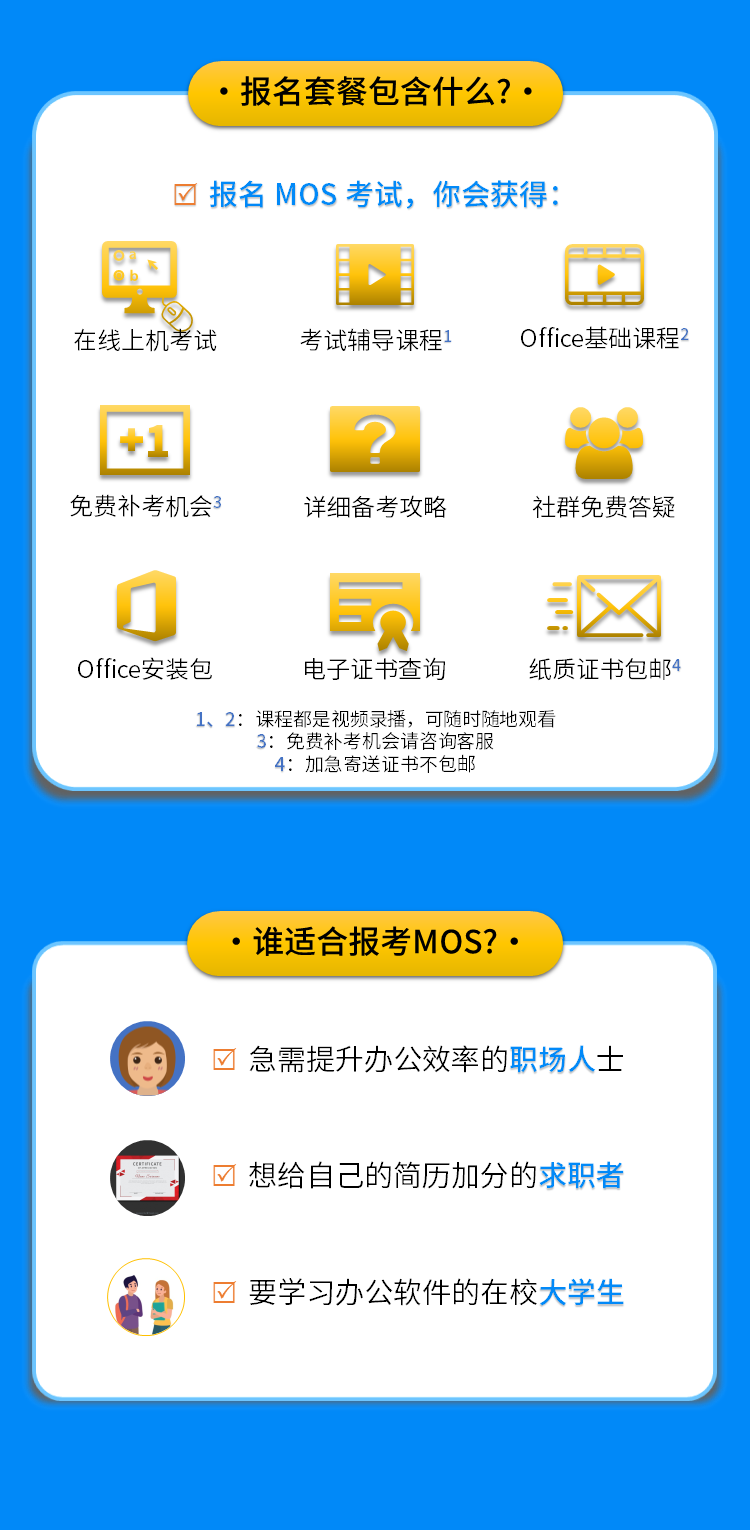 ·报名套餐包含什么?·
报名 MOS 考试，你会获得：
在线上机考试
考试辅导课程1
Office基础课程2
+1
?
免费补考机会3
详细备考攻略
社群免费答疑
Office安装包
电子证书查询
纸质证书包邮4
1、2：课程都是视频录播，可随时随地观看
3：免费补考机会请咨询客服
4：加急寄送证书不包邮
·谁适合报考MOS?·
急需提升办公效率的职场人士
CERTIFICATE
想给自己的简历加分的求职者
要学习办公软件的在校大学生